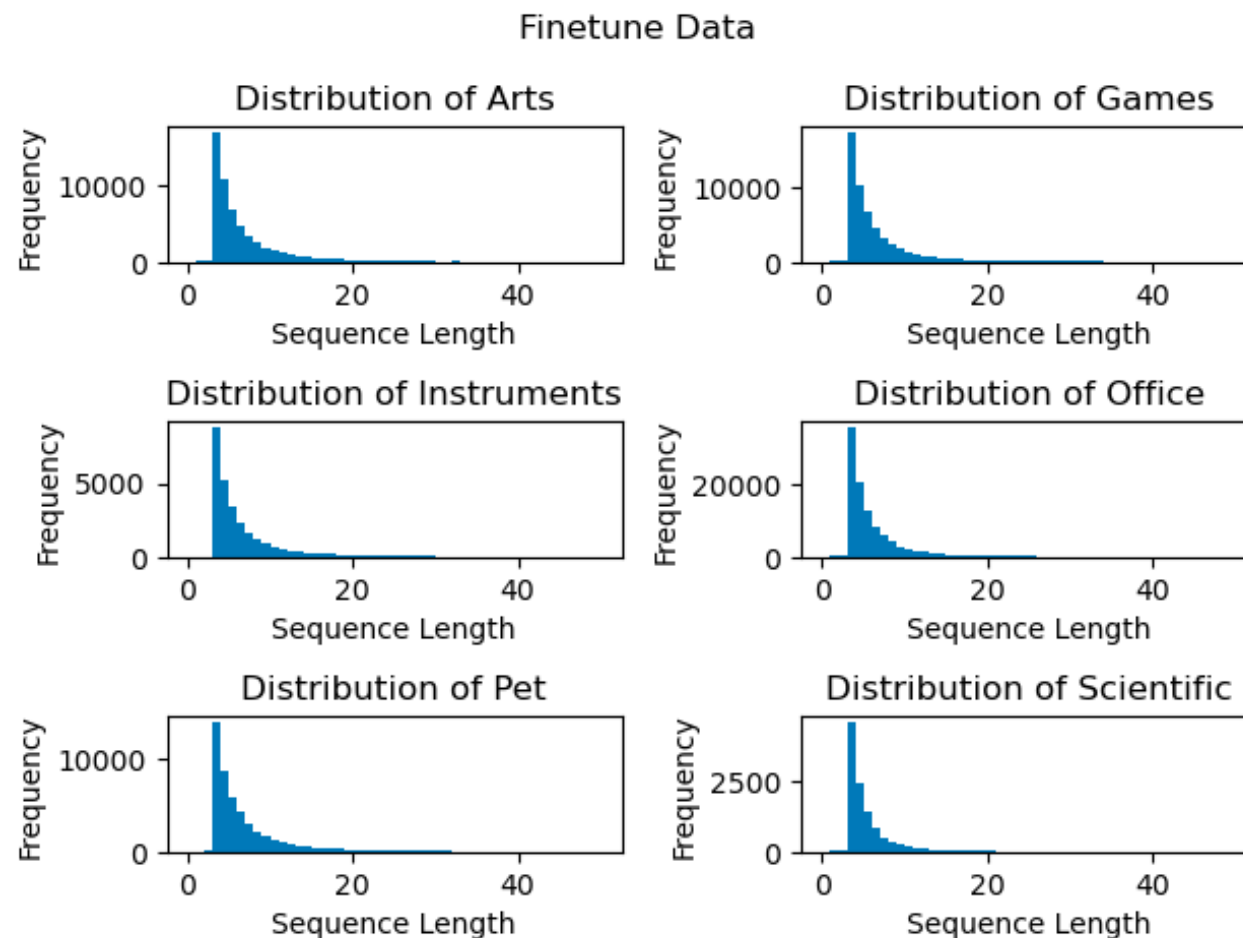 Finetune Data
Distribution of Arts
Frequency
10000
0
0 20 40
Sequence Length
Distribution of Games
Frequency
10000
0
0 20 40
Sequence Length
Distribution of Instruments
Frequency
5000
0
0 20 40
Sequence Length
Distribution of Office
Frequency
20000
0
0 20 40
Sequence Length
Distribution of Pet
Frequency
10000
0
0 20 40
Sequence Length
Distribution of Scientific
Frequency
2500
0
0 20 40
Sequence Length